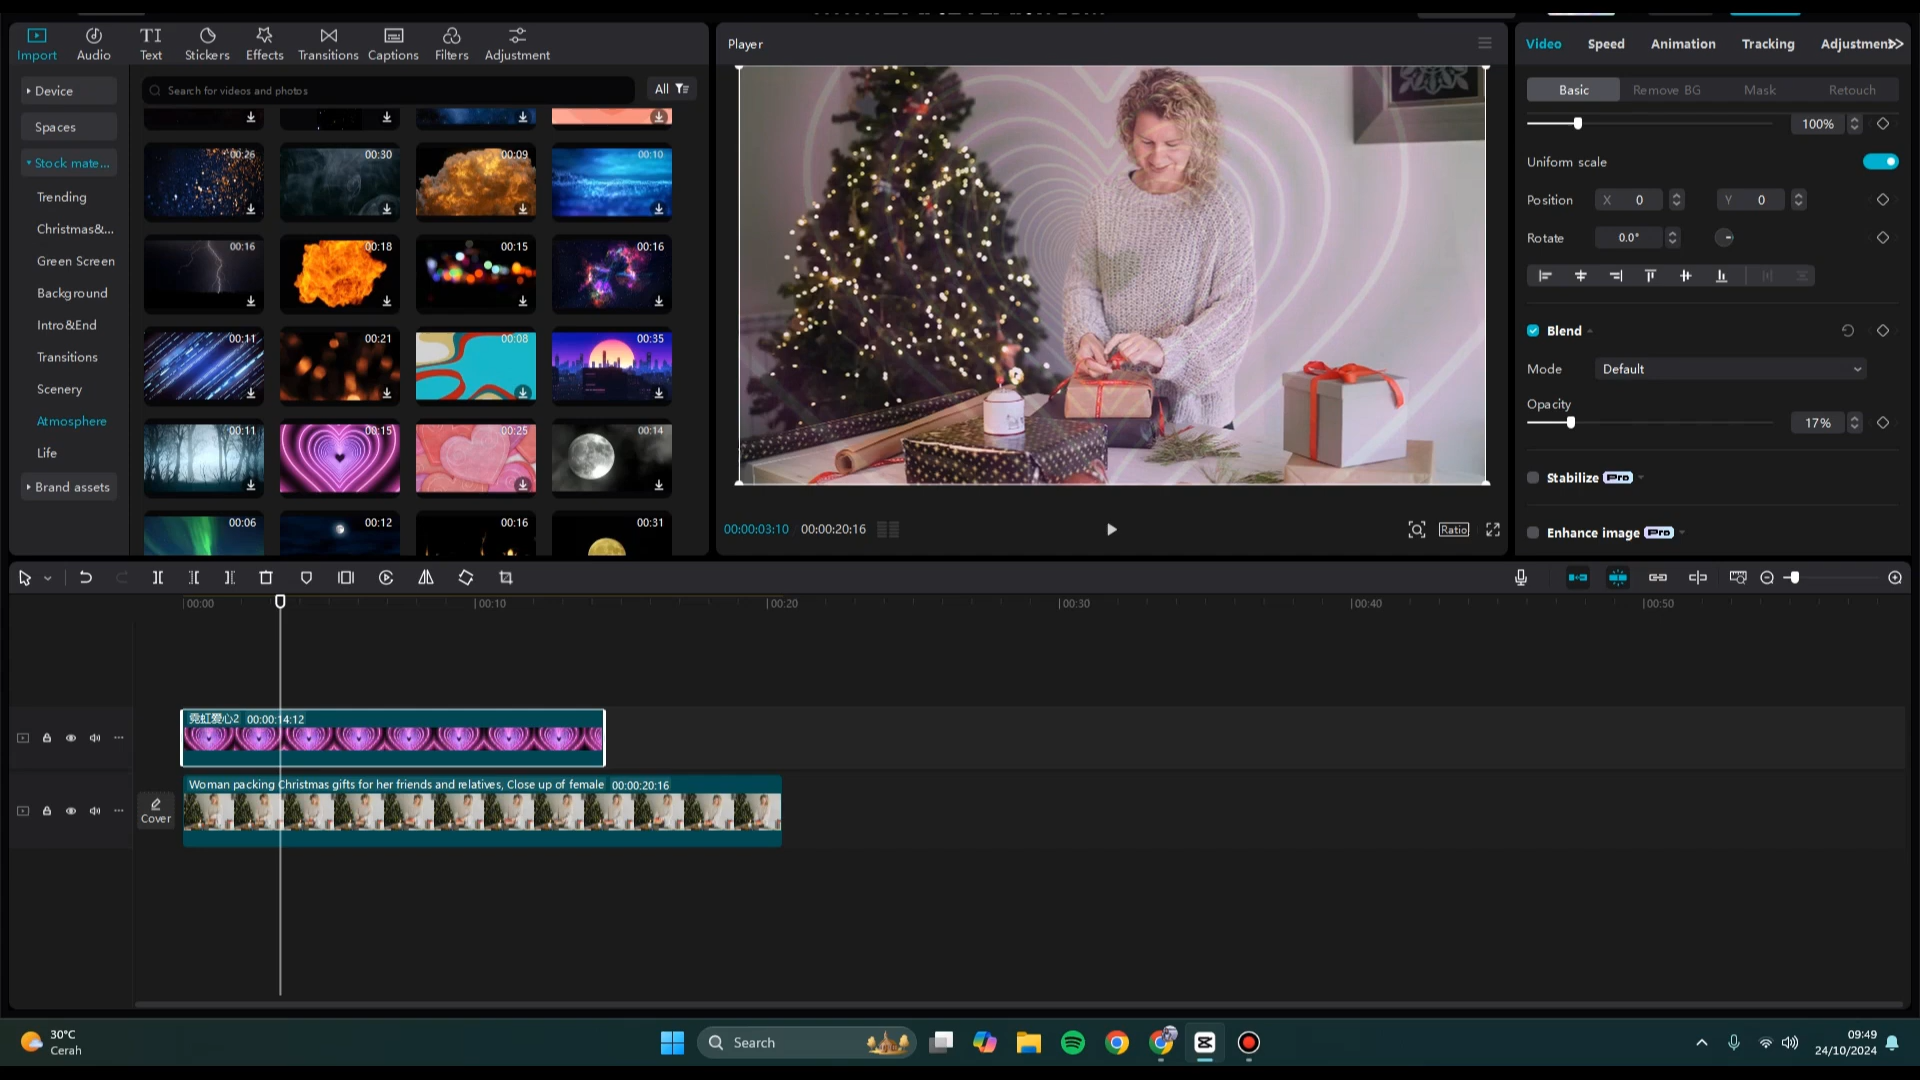 Import
Audio
Text
Stickers
Effects
Transitions
Captions
Filters
Adjustment
Device
Spaces
Stock mate...
Trending
Christmas&...
Green Screen
Background
Intro&End
Transitions
Scenery
Atmosphere
Life
Brand assets
Search for videos and photos
All
00:26
00:30
00:09
00:10
00:16
00:18
00:15
00:16
00:11
00:21
00:08
00:35
00:11
00:15
00:25
00:14
00:06
00:12
00:16
00:31
Player
00:00:03:10
00:00:20:16
Ratio
Video
Speed
Animation
Tracking
Adjustment
Basic
Remove BG
Mask
Retouch
100%
Uniform scale
Position
X 0
Y 0
Rotate
0.0°
Blend
Mode
Default
Opacity
17%
Stabilize Pro
Enhance image Pro
00:00
00:10
00:20
00:30
00:40
00:50
霓虹爱心2 00:00:14:12
Cover
Woman packing Christmas gifts for her friends and relatives, Close up of female 00:00:20:16
30°C
Cerah
Search
09:49
24/10/2024